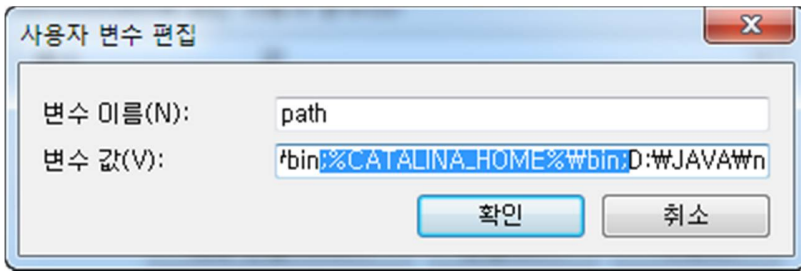 사용자 변수 편집
변수 이름(N):
path
변수 값(V):
bin;%CATALINA_HOME%₩bin;D:₩JAVA₩n
확인
취소